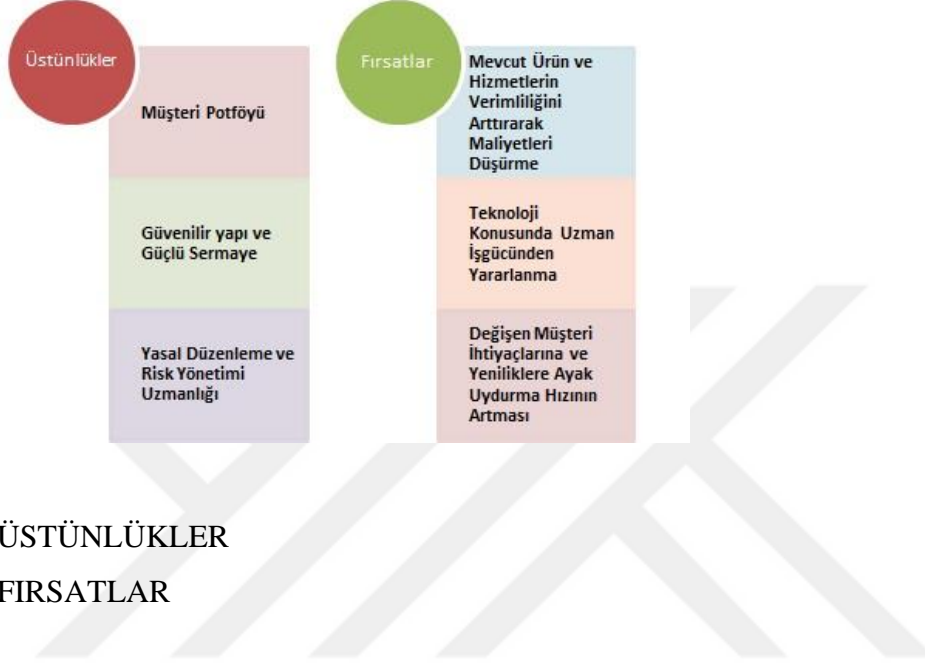 Üstünlükler
Müşteri Potföyü
Güvenilir yapı ve
Güçlü Sermaye
Yasal Düzenleme ve
Risk Yönetimi
Uzmanlığı
Fırsatlar
Mevcut Ürün ve
Hizmetlerin
Verimliliğini
Arttırarak
Maliyetleri
Düşürme
Teknoloji
Konusunda Uzman
İşgücünden
Yararlanma
Değişen Müşteri
İhtiyaçlarına ve
Yeniliklere Ayak
Uydurma Hızının
Artması
ÜSTÜNLÜKLER
FIRSATLAR